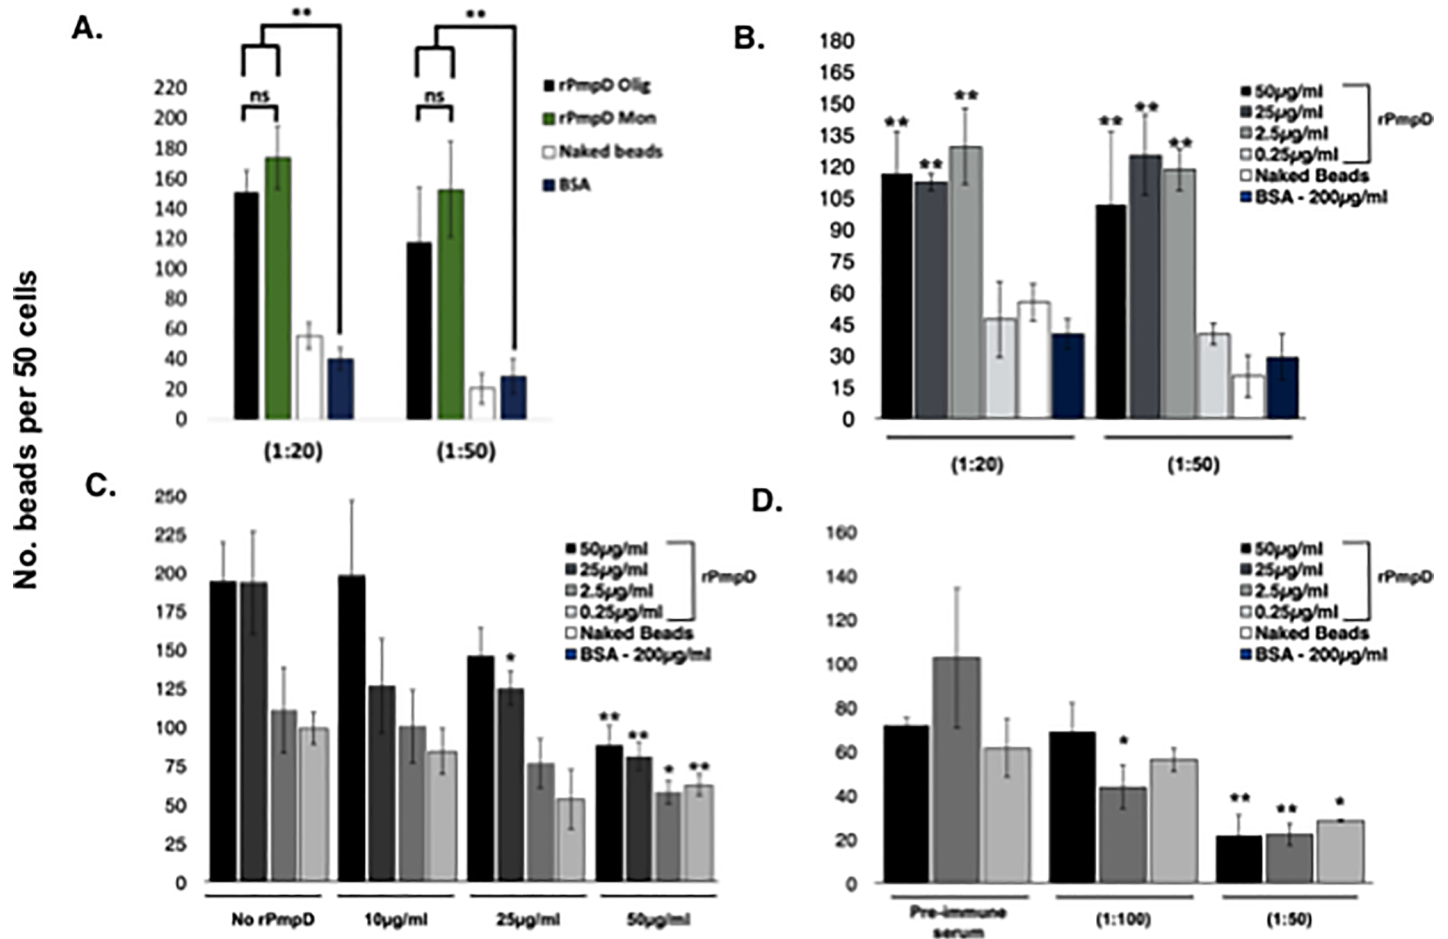 No. beads per 50 cells
A.
**
**
ns
ns
220
200
180
160
140
120
100
80
60
40
20
0
(1:20)
(1:50)
rPmpD Olig
rPmpD Mon
Naked beads
BSA
B.
180
165
150
135
120
105
90
75
60
45
30
15
0
**
**
**
**
**
**
(1:20)
(1:50)
50µg/ml
25µg/ml
2.5µg/ml
0.25µg/ml
rPmpD
Naked Beads
BSA - 200µg/ml
C.
250
225
200
175
150
125
100
75
50
25
0
*
**
**
*
**
No rPmpD
10µg/ml
25µg/ml
50µg/ml
50µg/ml
25µg/ml
2.5µg/ml
0.25µg/ml
rPmpD
Naked Beads
BSA - 200µg/ml
D.
160
140
120
100
80
60
40
20
0
*
**
**
*
Pre-immune
serum
(1:100)
(1:50)
50µg/ml
25µg/ml
2.5µg/ml
0.25µg/ml
rPmpD
Naked Beads
BSA - 200µg/ml